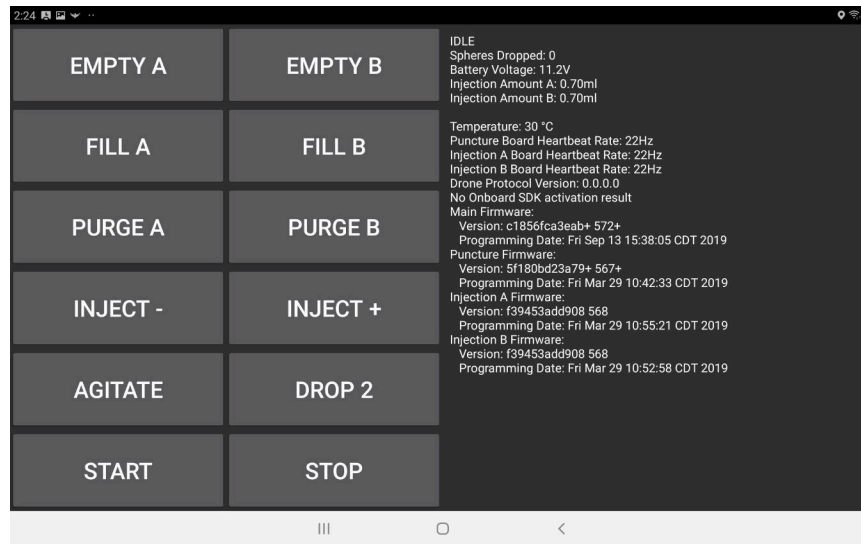 2:24
EMPTY A
EMPTY B
FILL A
FILL B
PURGE A
PURGE B
INJECT -
INJECT +
AGITATE
DROP 2
START
STOP
IDLE
Spheres Dropped: 0
Battery Voltage: 11.2V
Injection Amount A: 0.70ml
Injection Amount B: 0.70ml
Temperature: 30 °C
Puncture Board Heartbeat Rate: 22Hz
Injection A Board Heartbeat Rate: 22Hz
Injection B Board Heartbeat Rate: 22Hz
Drone Protocol Version: 0.0.0.0
No Onboard SDK activation result
Main Firmware:
Version: c1856fca3eab+ 572+
Programming Date: Fri Sep 13 15:38:05 CDT 2019
Puncture Firmware:
Version: 5f180bd23a79+ 567+
Programming Date: Fri Mar 29 10:42:33 CDT 2019
Injection A Firmware:
Version: f39453add908 568
Programming Date: Fri Mar 29 10:55:21 CDT 2019
Injection B Firmware:
Version: f39453add908 568
Programming Date: Fri Mar 29 10:52:58 CDT 2019